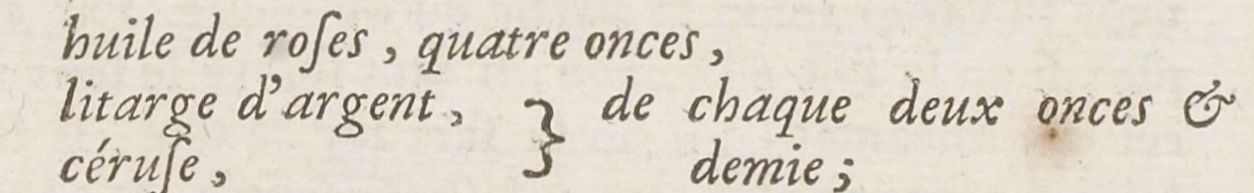 huile de roſes, quatre onces,
litarge d'argent, } de chaque deux onces &
céruſe, } demie;